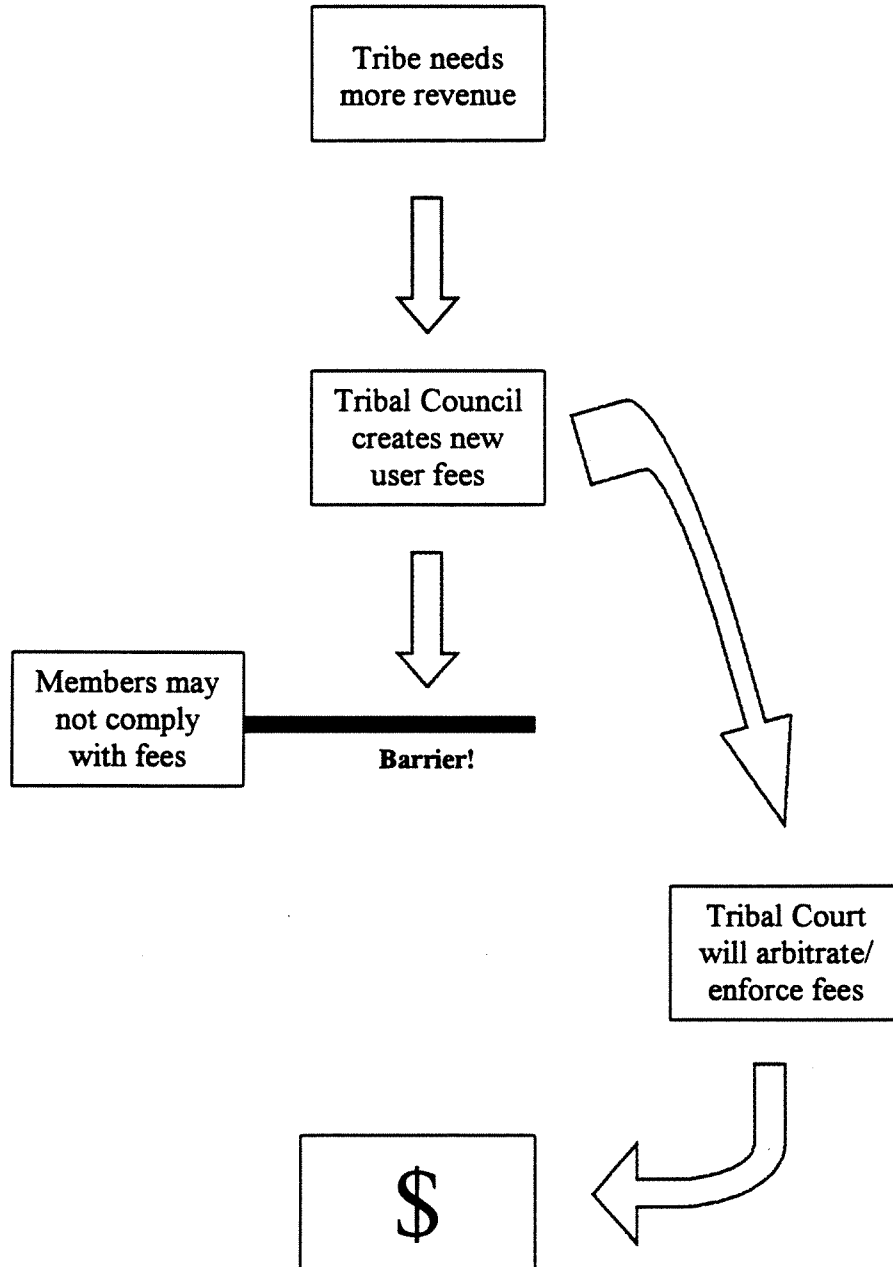 Tribe needs
more revenue
Tribal Council
creates new
user fees
Members may
not comply
with fees
Barrier!
Tribal Court
will arbitrate/
enforce fees
$